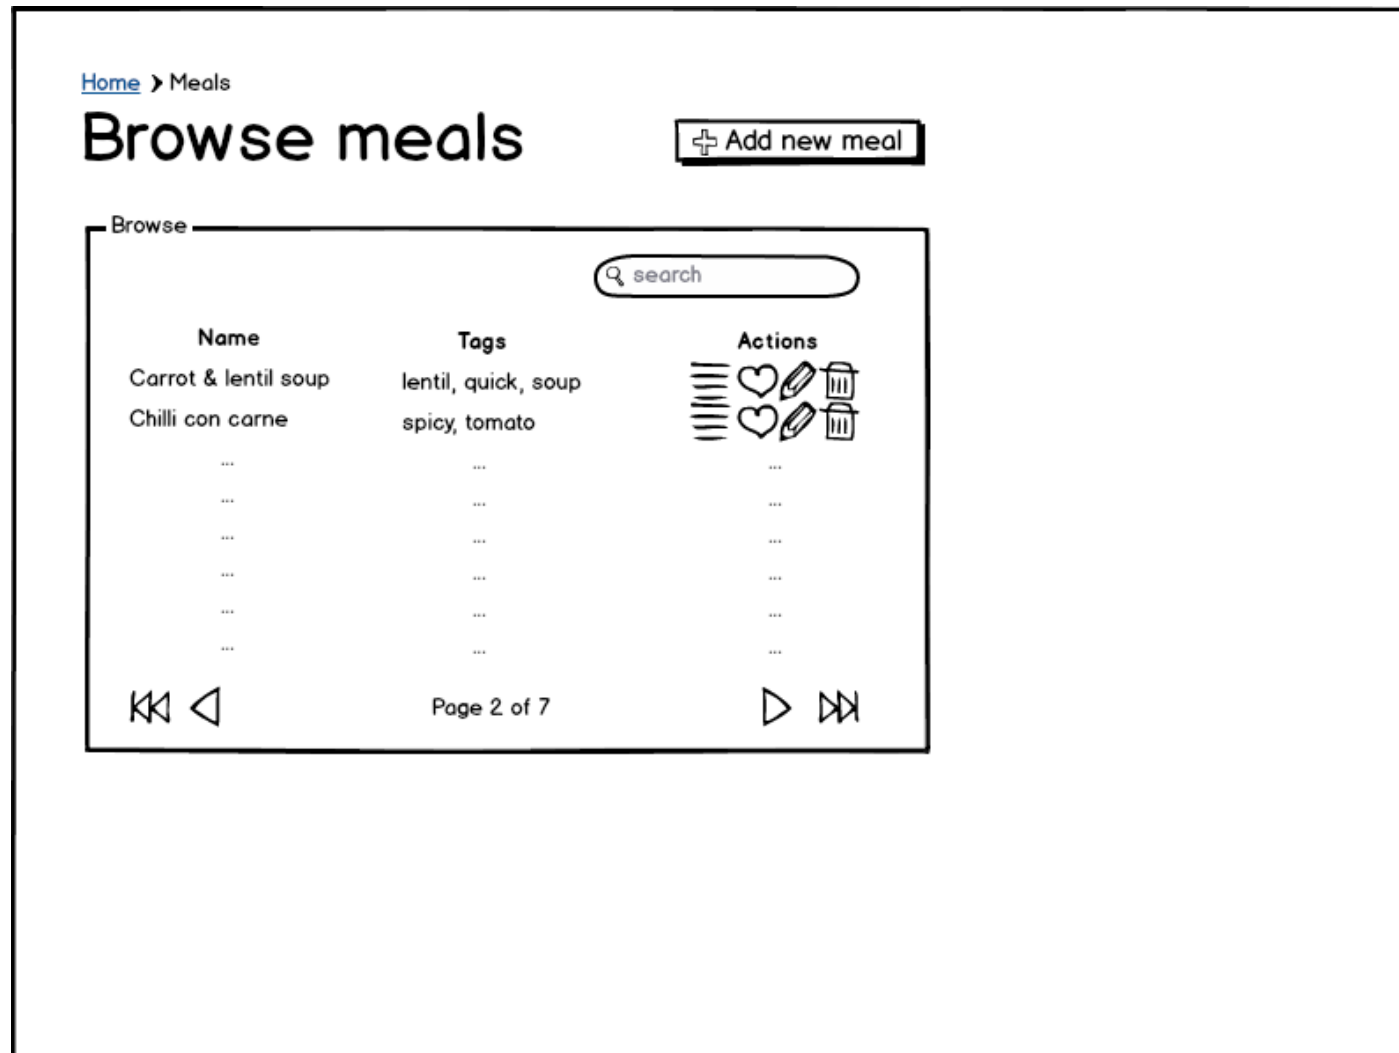 Home > Meals
Browse meals
Add new meal
Browse
search
Name Tags Actions
Carrot & lentil soup lentil, quick, soup
Chilli con carne spicy, tomato
... ... ...
... ... ...
... ... ...
... ... ...
... ... ...
... ... ...
Page 2 of 7